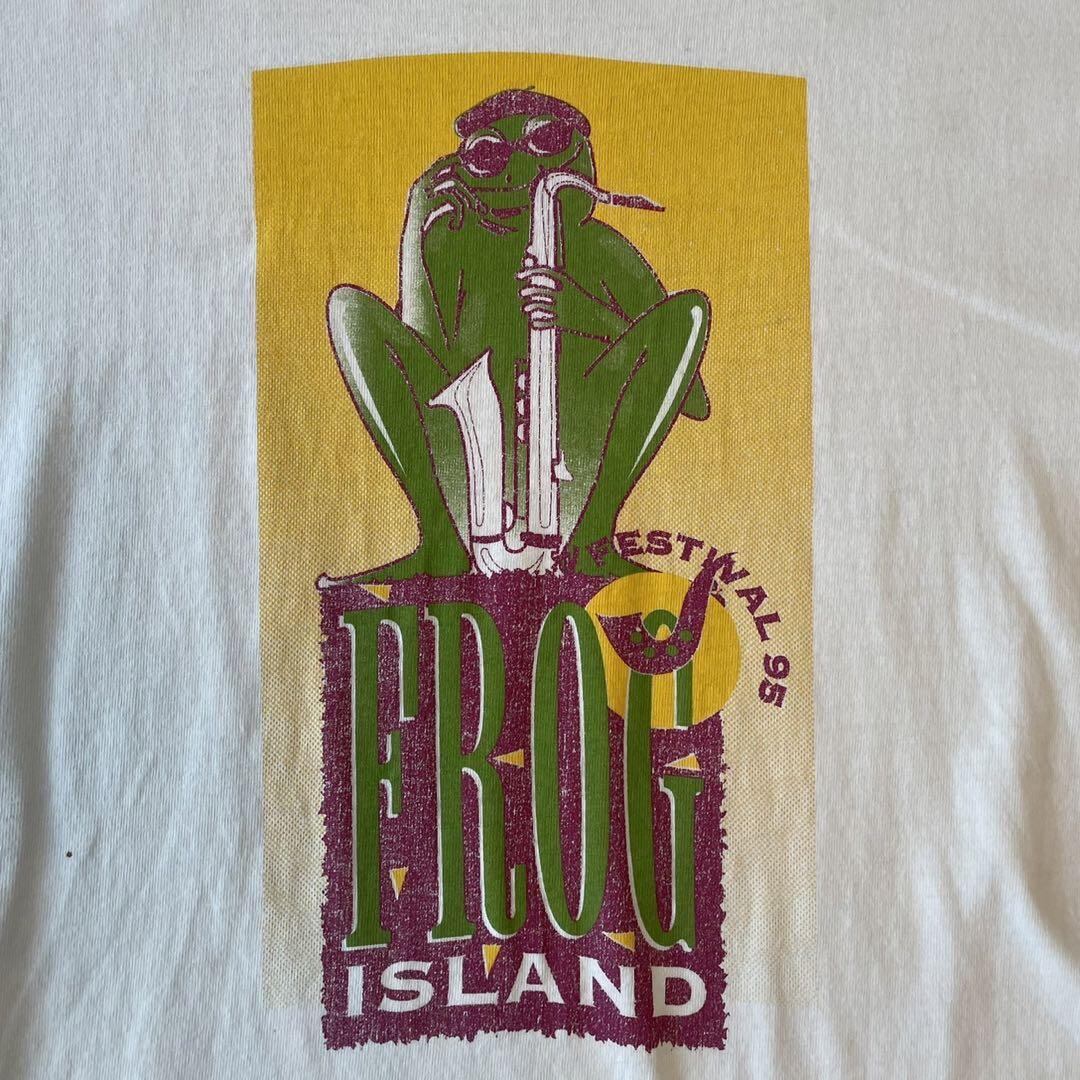 FESTIVAL 95
FROG
ISLAND